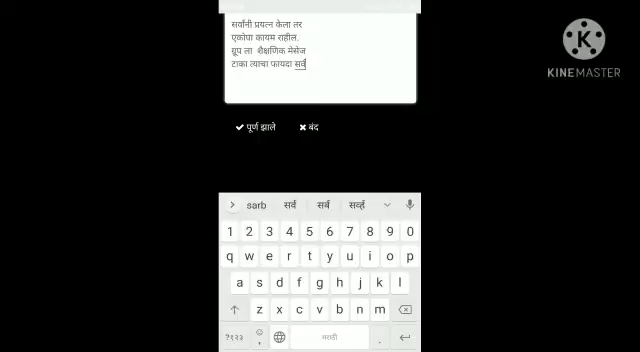 सर्वांनी प्रयत्न केला तर
एकोपा कायम राहील.
ग्रूप ला शैक्षणिक मेसेज
टाका त्याचा फायदा सर्व
KINEMASTER
✔ पूर्ण झाले ✖ बंद
sarb सर्व सर्ब सर्व्ह
1 2 3 4 5 6 7 8 9 0
q w e r t y u i o p
a s d f g h j k l
z x c v b n m
?१२३ , मराठी .